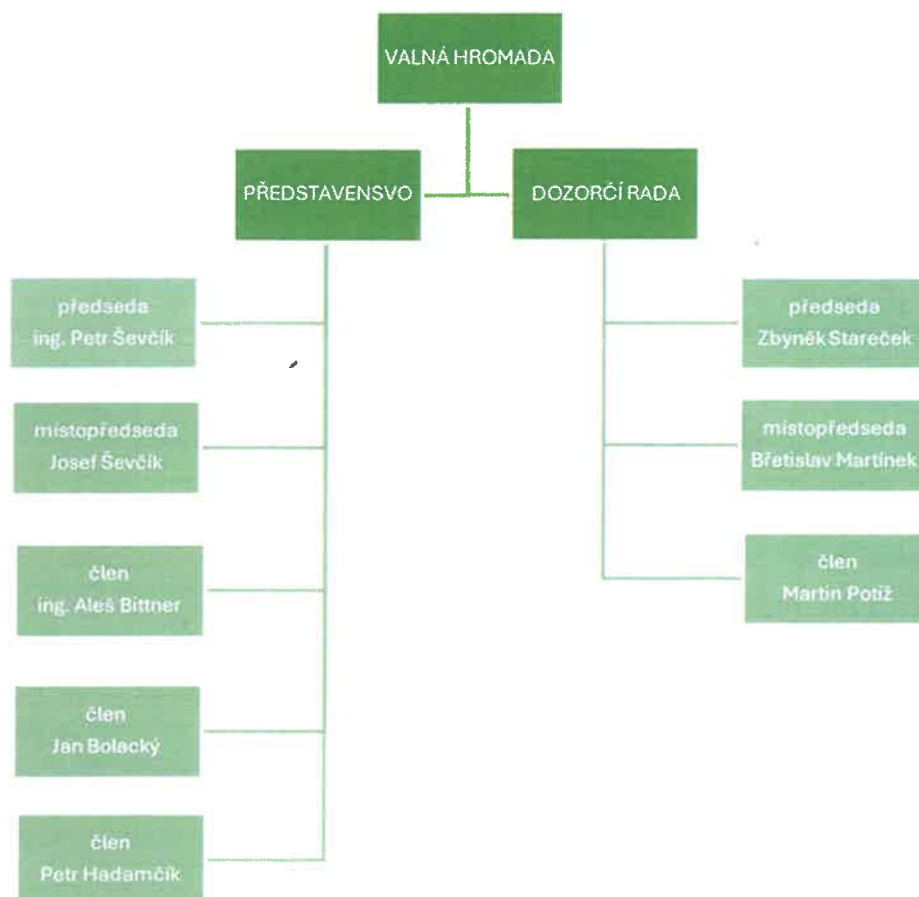 VALNÁ HROMADA
PŘEDSTAVENSVO
DOZORČÍ RADA
předseda
ing. Petr Ševčík
místopředseda
Josef Ševčík
člen
ing. Aleš Bittner
člen
Jan Bolacký
člen
Petr Hadamčík
předseda
Zbyněk Stareček
místopředseda
Břetislav Martínek
člen
Martin Potiž